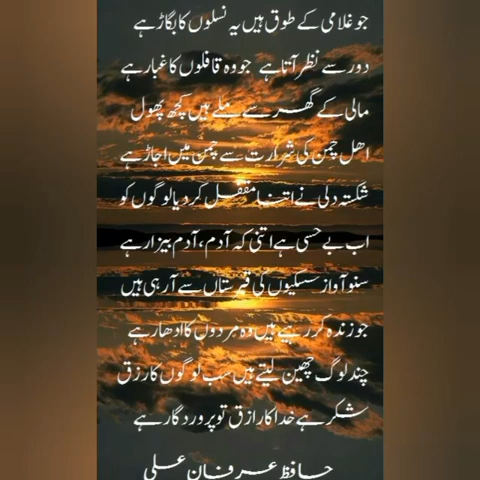 جو غلامی کے طوق ہیں یہ نسلوں کا بگاڑ ہے
دور سے نظر آتا ہے جو وہ قافلوں کا غبار ہے
مالی کے گھر سے ملے ہیں کچھ پھول
اھل چمن کی شرارت سے چمن میں اجاڑ ہے
شکستہ دلی نے اتنا مقفل کر دیا لوگوں کو
اب بے حسی ہے اتنی کہ آدم، آدم بیزار ہے
سنو آواز سسکیوں کی قبرستاں سے آرہی ہیں
جو زندہ کر رہیے ہیں وہ مردوں کا ادھار ہے
چند لوگ چھین لیتے ہیں سب لوگوں کا رزق
شکر ہے خدا کا رازق تو پروردگار ہے
حافظ عرفان علی